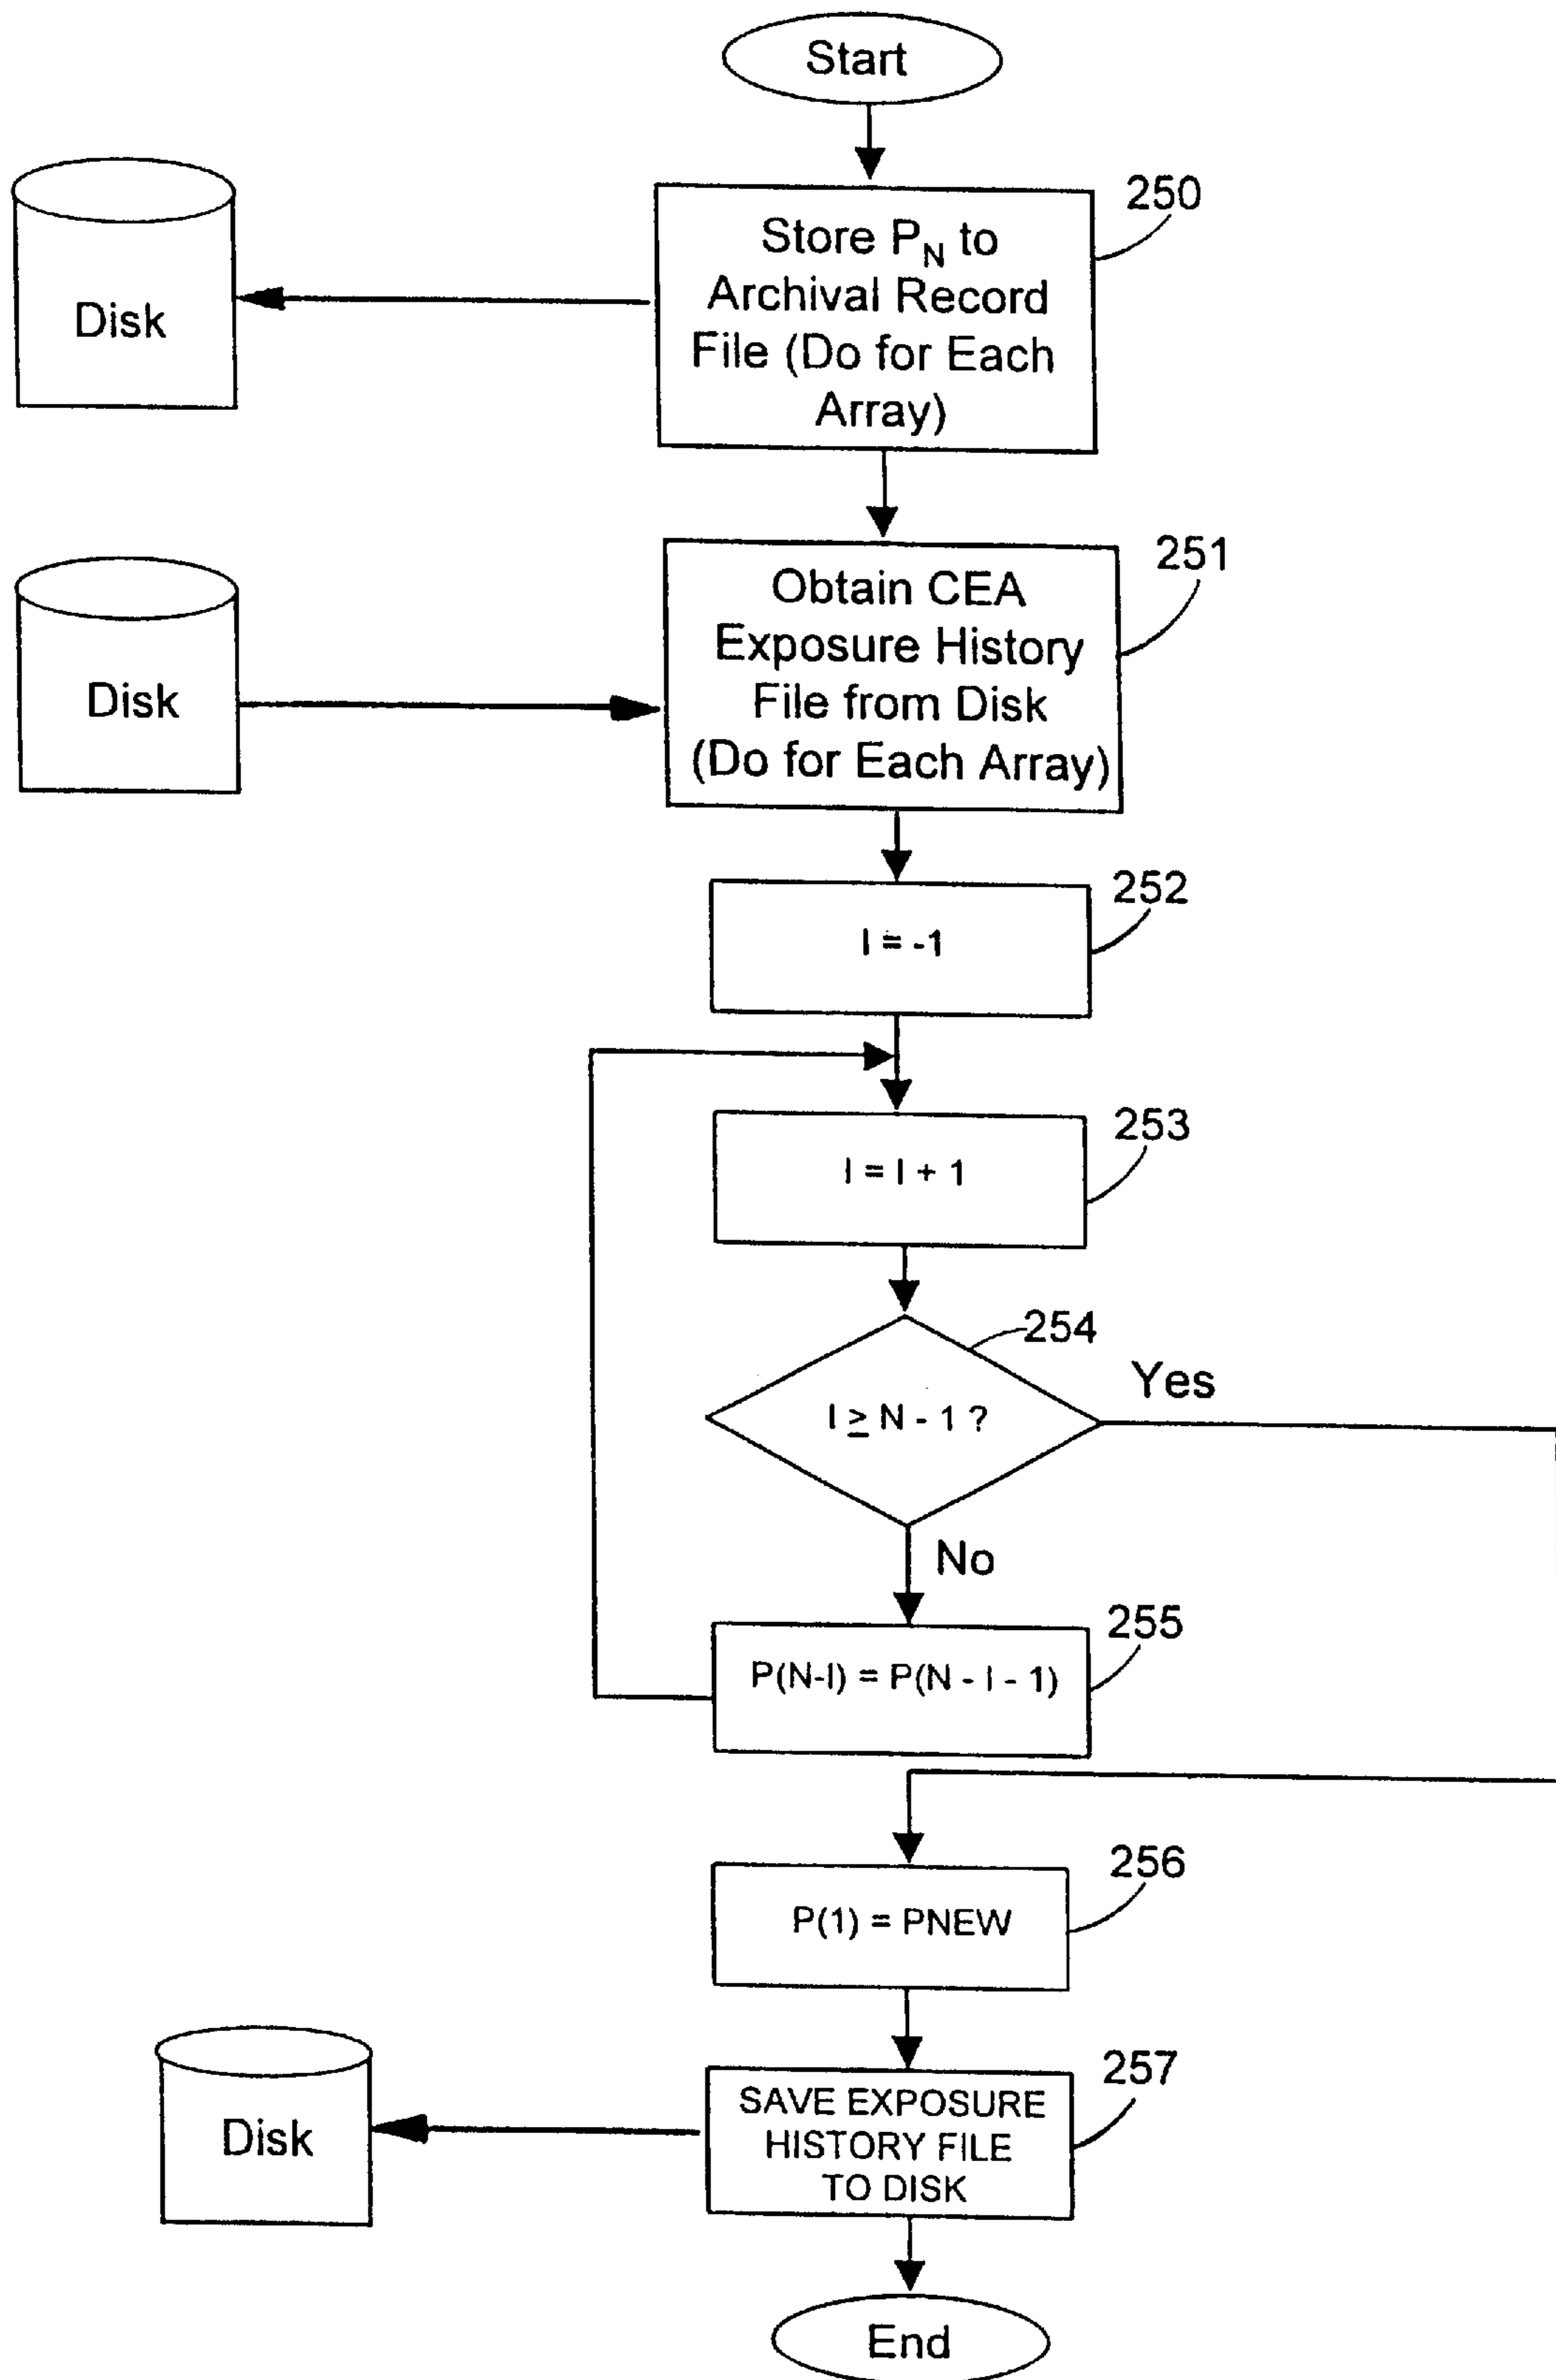 Start
250
Store PN to
Archival Record
File (Do for Each
Array)
Disk
251
Obtain CEA
Exposure History
File from Disk
(Do for Each Array)
Disk
252
I = -1
253
I = I + 1
254
I ≥ N - 1 ?
Yes
No
255
P(N-I) = P(N - I - 1)
256
P(1) = PNEW
257
SAVE EXPOSURE
HISTORY FILE
TO DISK
Disk
End